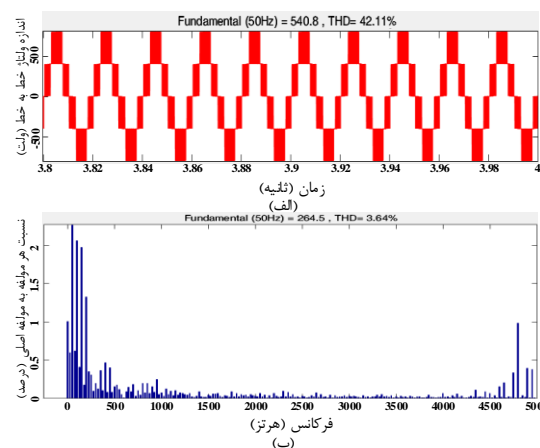 Fundamental (50Hz) = 540.8 , THD= 42.11%
اندازه ولتاژ خط به خط (ولت)
500
0
-500
3.8 3.82 3.84 3.86 3.88 3.9 3.92 3.94 3.96 3.98 4
زمان (ثانیه)
(الف)
Fundamental (50Hz) = 264.5 , THD= 3.64%
نسبت هر مولفه به مولفه اصلی (درصد)
2
1.5
1
0.5
0
0 500 1000 1500 2000 2500 3000 3500 4000 4500 5000
فرکانس (هرتز)
(ب)